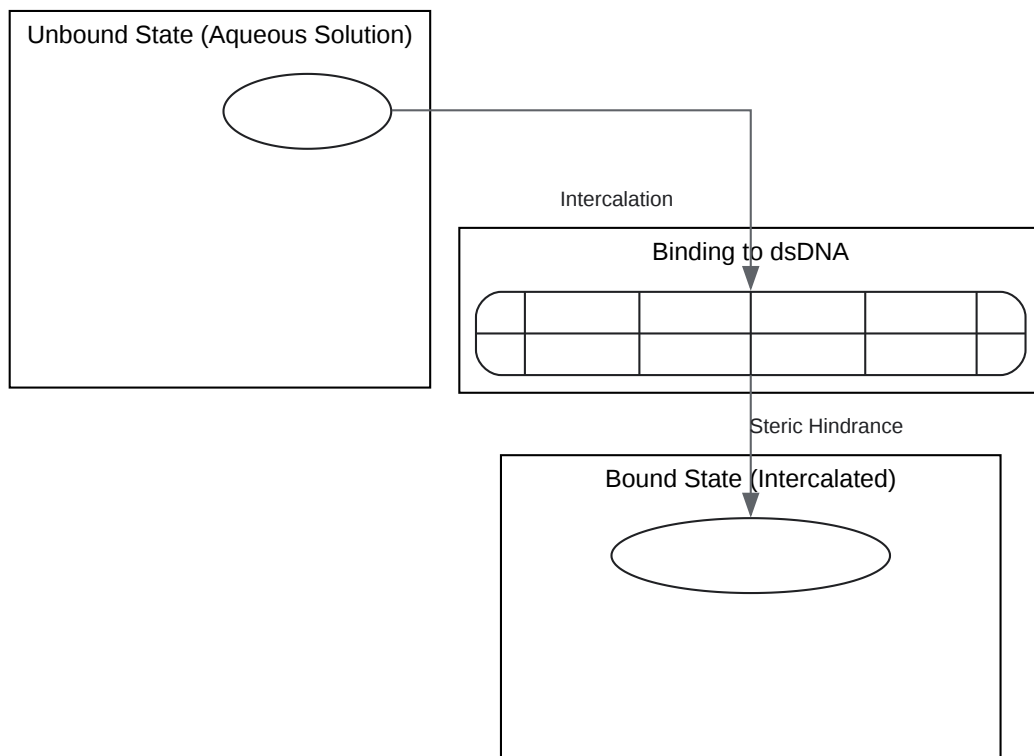 Unbound State (Aqueous Solution)
Intercalation
Binding to dsDNA
Steric Hindrance
Bound State (Intercalated)